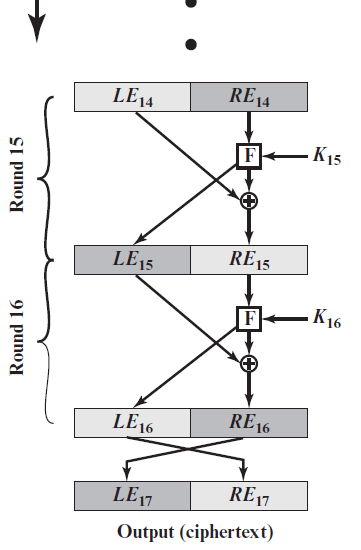 LE14 RE14
Round 15
F
K15
LE15 RE15
Round 16
F
K16
LE16 RE16
LE17 RE17
Output (ciphertext)